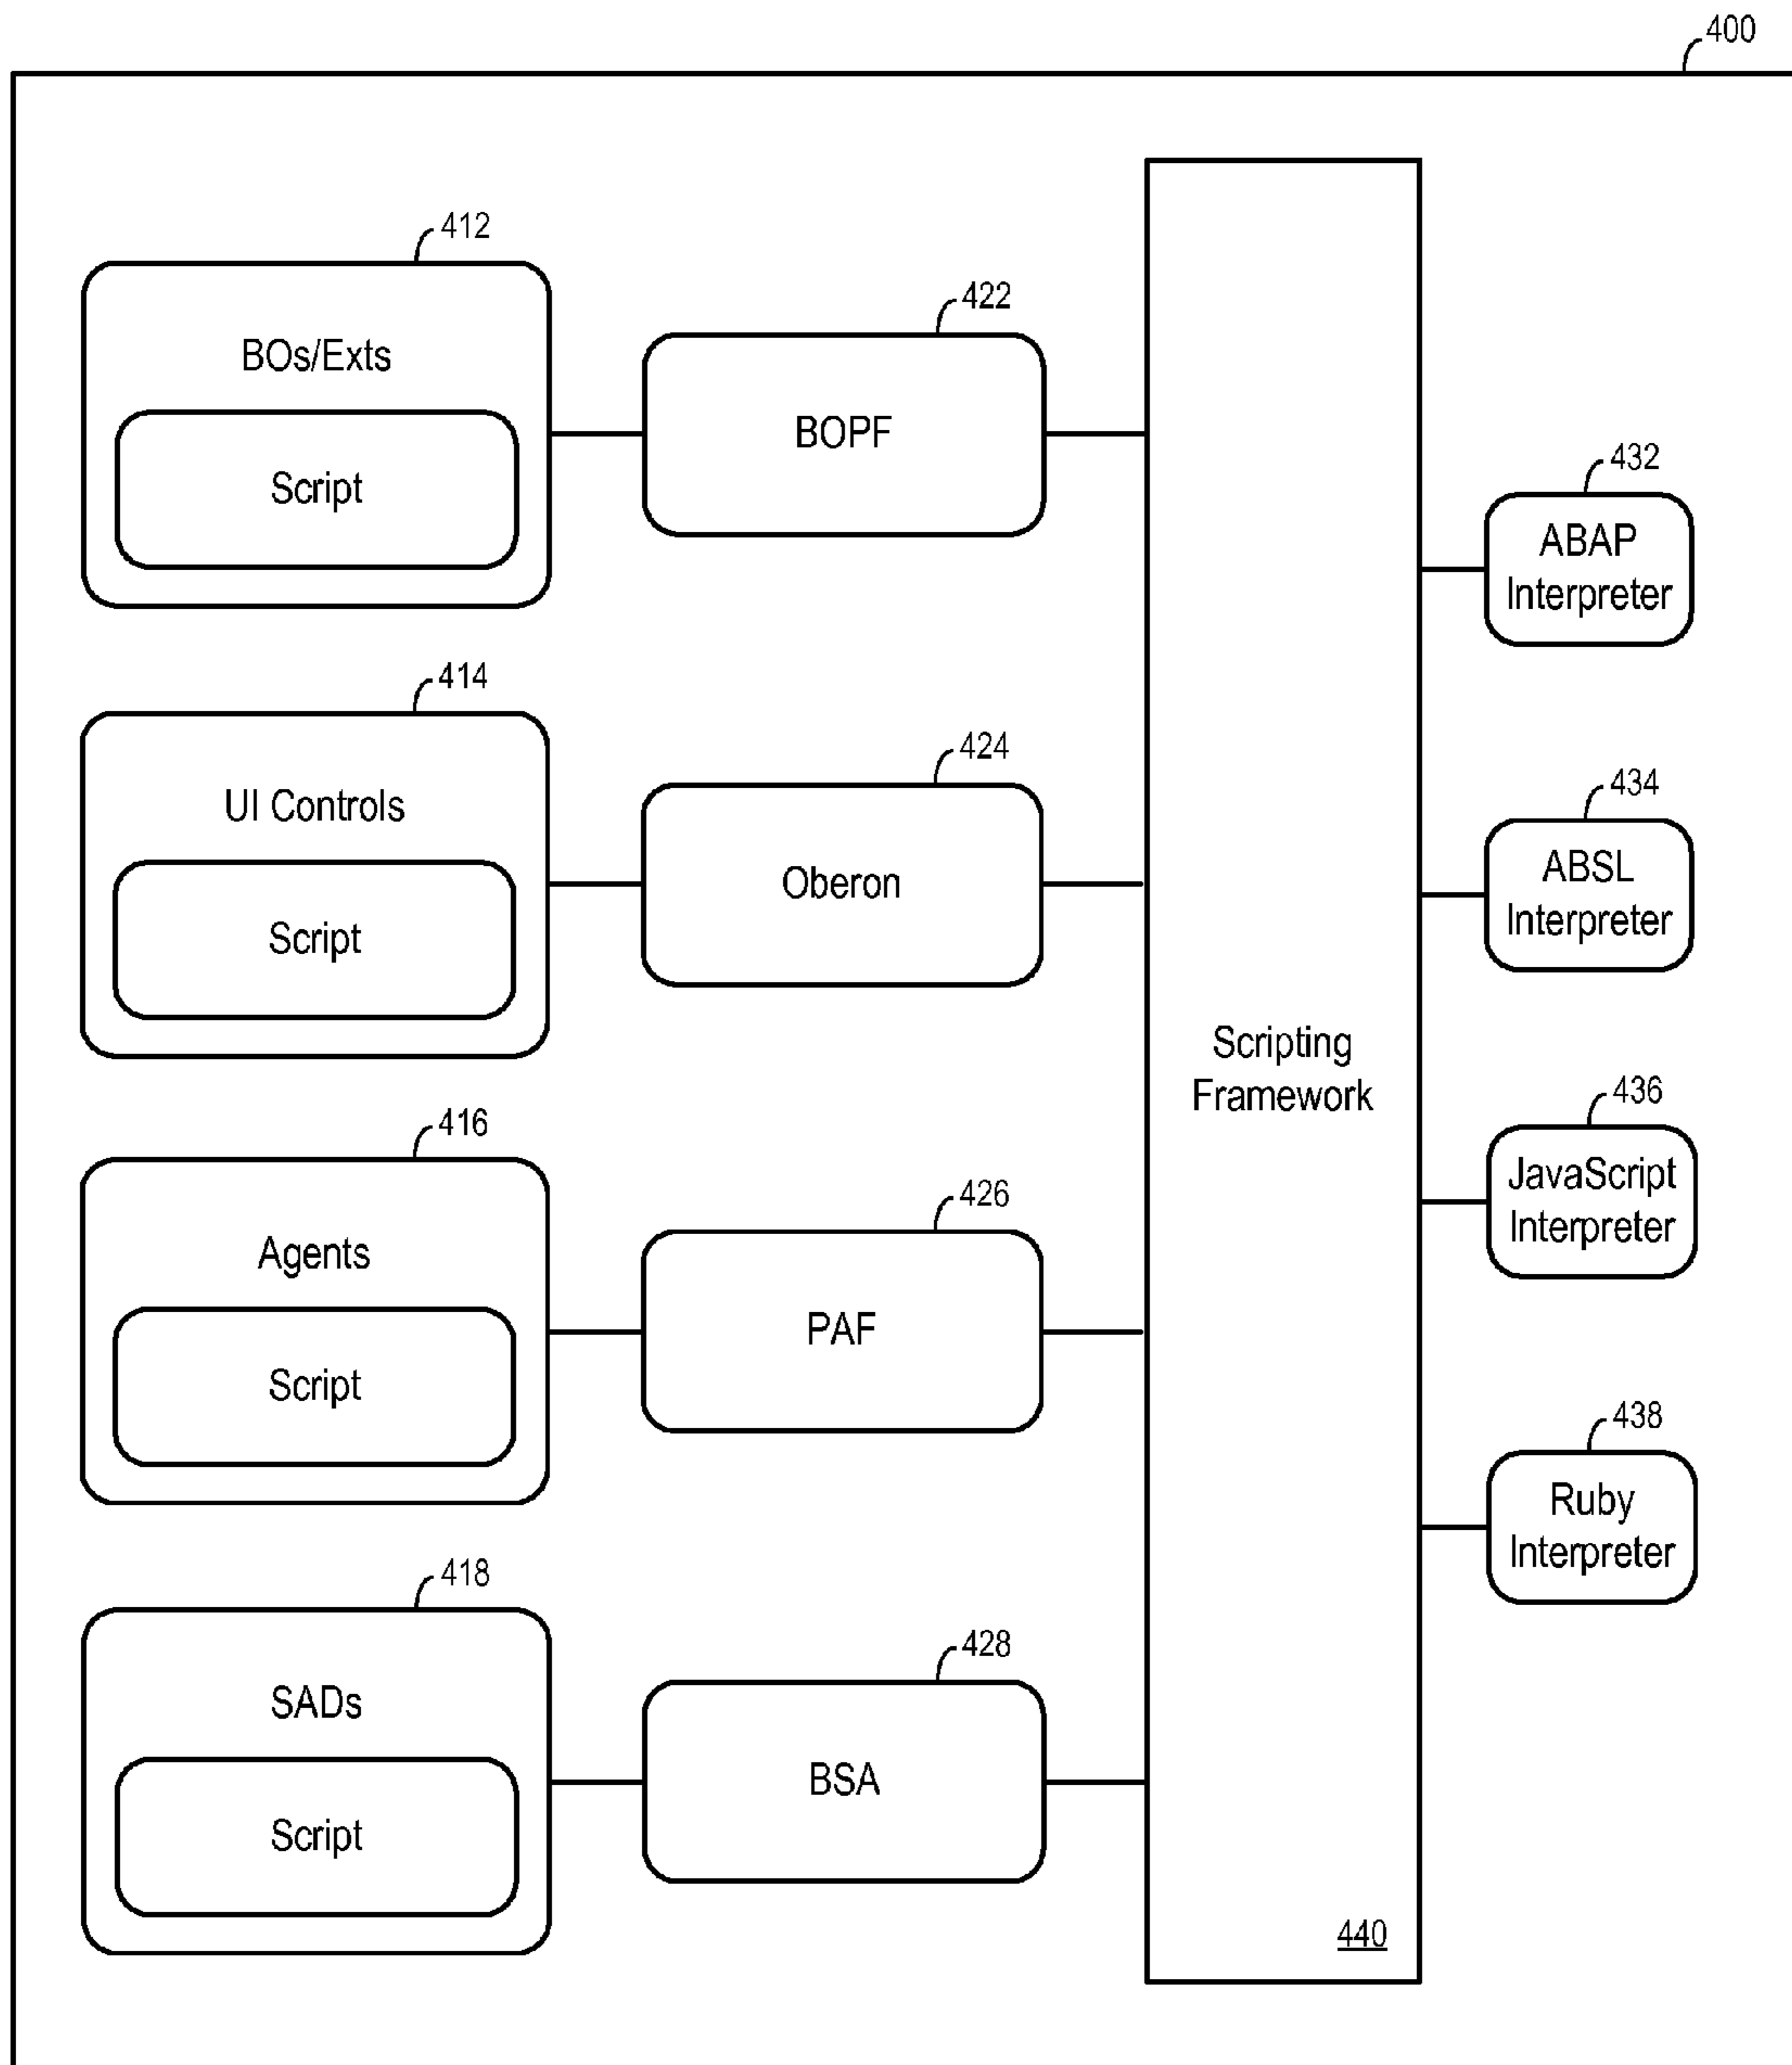 400
412
BOs/Exts
Script
422
BOPF
432
ABAP
Interpreter
414
UI Controls
Script
424
Oberon
434
ABSL
Interpreter
Scripting
Framework
436
JavaScript
Interpreter
416
Agents
Script
426
PAF
438
Ruby
Interpreter
418
SADs
Script
428
BSA
440